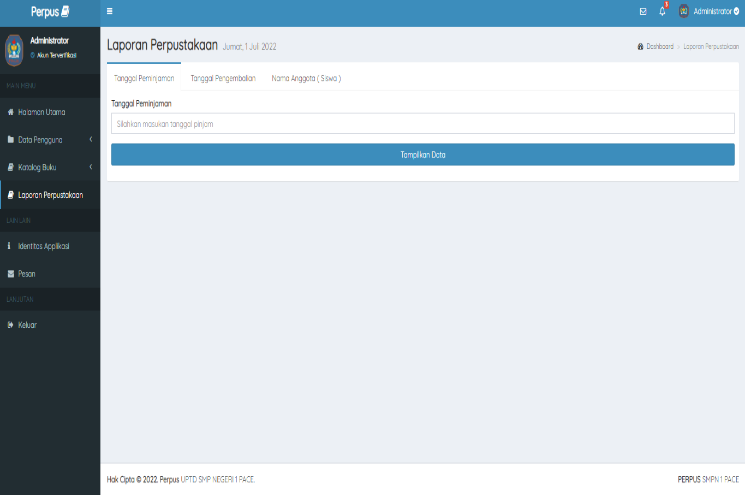 Perpus
Administrator
Administrator
Akun Terverifikasi
MAIN MENU
Halaman Utama
Data Pengguna
Katalog Buku
Laporan Perpustakaan
LAIN LAIN
Identitas Applikasi
Pesan
LANJUTAN
Keluar
Laporan Perpustakaan Jumat, 1 Juli 2022
Dashboard > Laporan Perpustakaan
Tanggal Peminjaman Tanggal Pengembalian Nama Anggota ( Siswa )
Tanggal Peminjaman
Silahkan masukan tanggal pinjam
Tampilkan Data
Hak Cipta © 2022. Perpus UPTD SMP NEGERI 1 PACE.
PERPUS SMPN 1 PACE